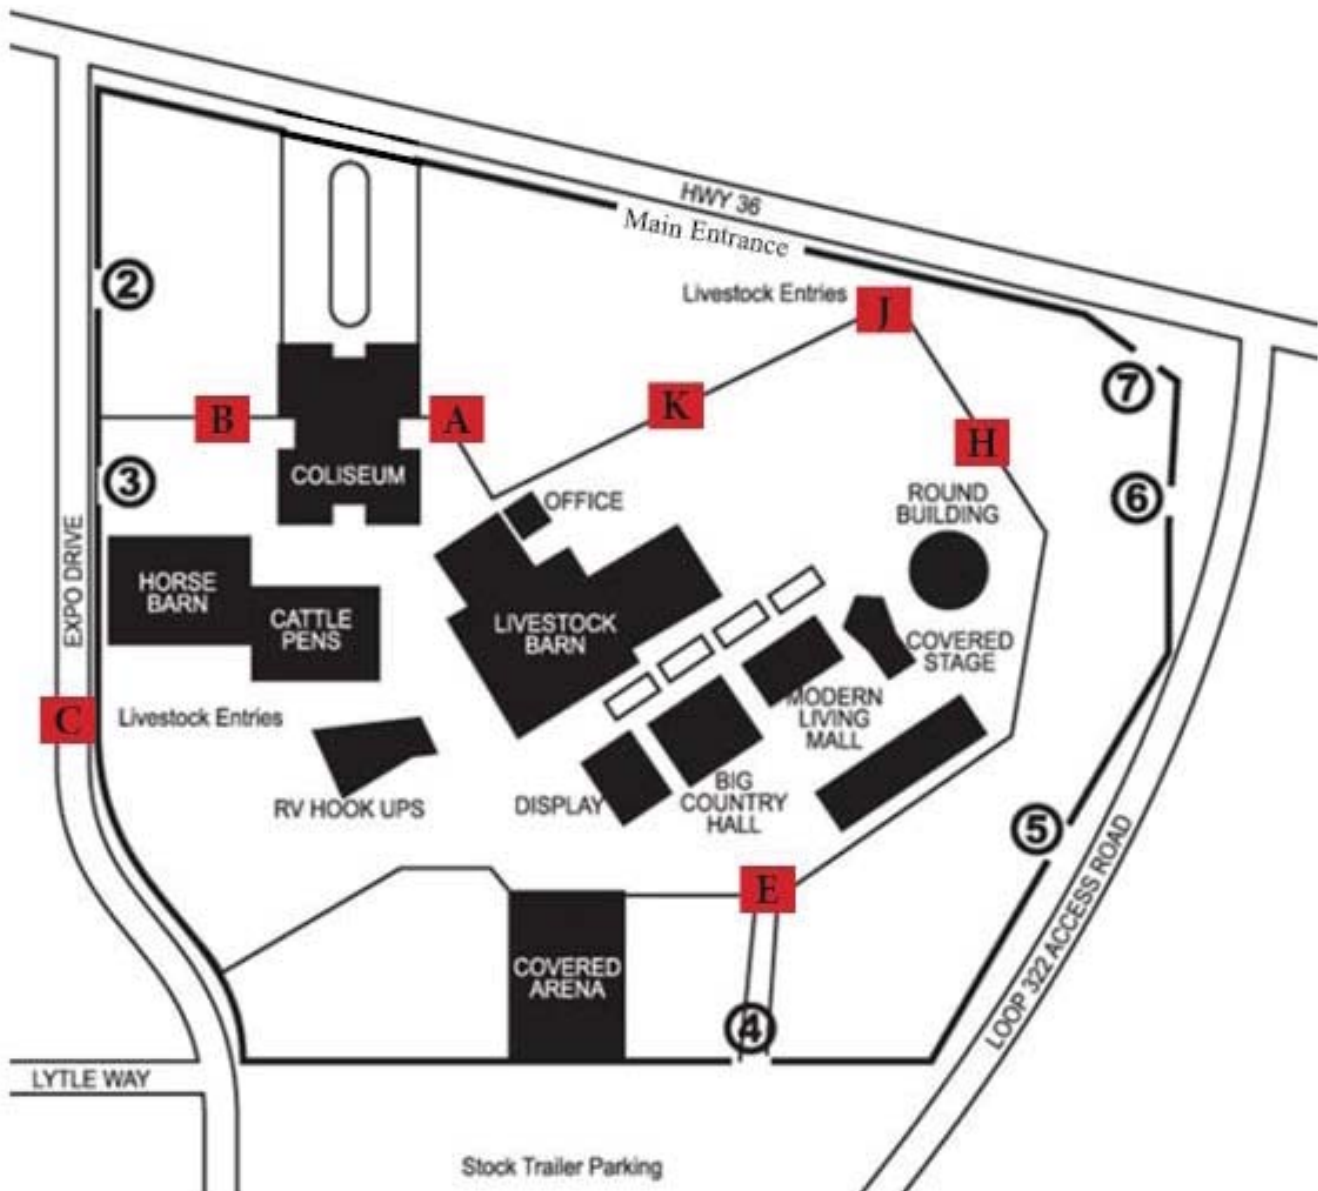 HWY 36
Main Entrance
Livestock Entries
J
2
7
K
B
A
H
COLISEUM
3
OFFICE
ROUND
BUILDING
6
EXPO DRIVE
HORSE
BARN
CATTLE
PENS
LIVESTOCK
BARN
COVERED
STAGE
C
Livestock Entries
MODERN
LIVING
MALL
RV HOOK UPS
DISPLAY
BIG
COUNTRY
HALL
5
E
LOOP 322 ACCESS ROAD
COVERED
ARENA
4
LYTLE WAY
Stock Trailer Parking